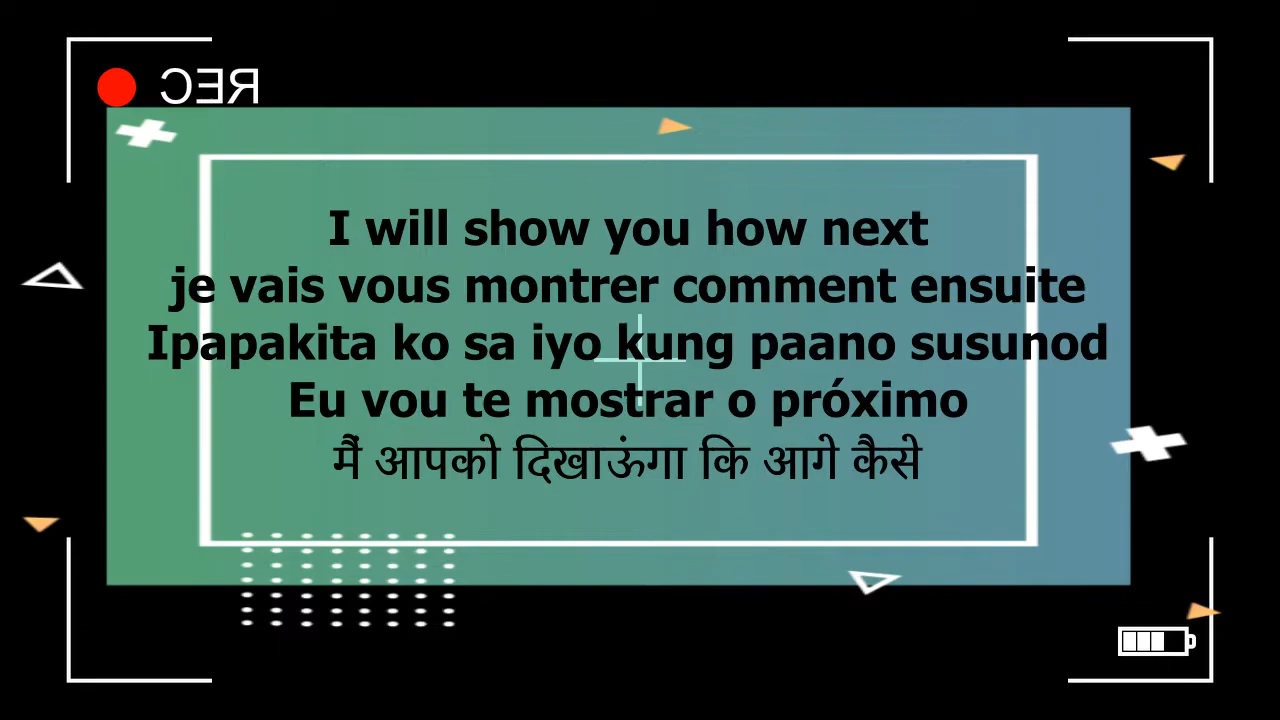 REC
I will show you how next
je vais vous montrer comment ensuite
Ipapakita ko sa iyo kung paano susunod
Eu vou te mostrar o próximo
मैं आपको दिखाऊंगा कि आगे कैसे